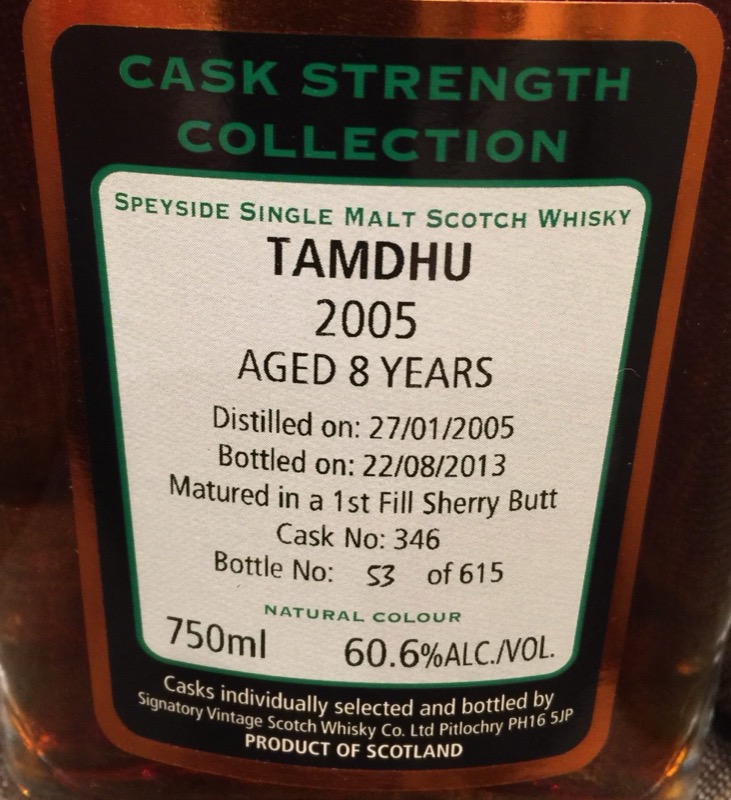 CASK STRENGTH
COLLECTION
SPEYSIDE SINGLE MALT SCOTCH WHISKY
TAMDHU
2005
AGED 8 YEARS
Distilled on: 27/01/2005
Bottled on: 22/08/2013
Matured in a 1st Fill Sherry Butt
Cask No: 346
Bottle No: 53 of 615
NATURAL COLOUR
750ml 60.6%ALC./VOL.
Casks individually selected and bottled by
Signatory Vintage Scotch Whisky Co. Ltd Pitlochry PH16 5JP
PRODUCT OF SCOTLAND